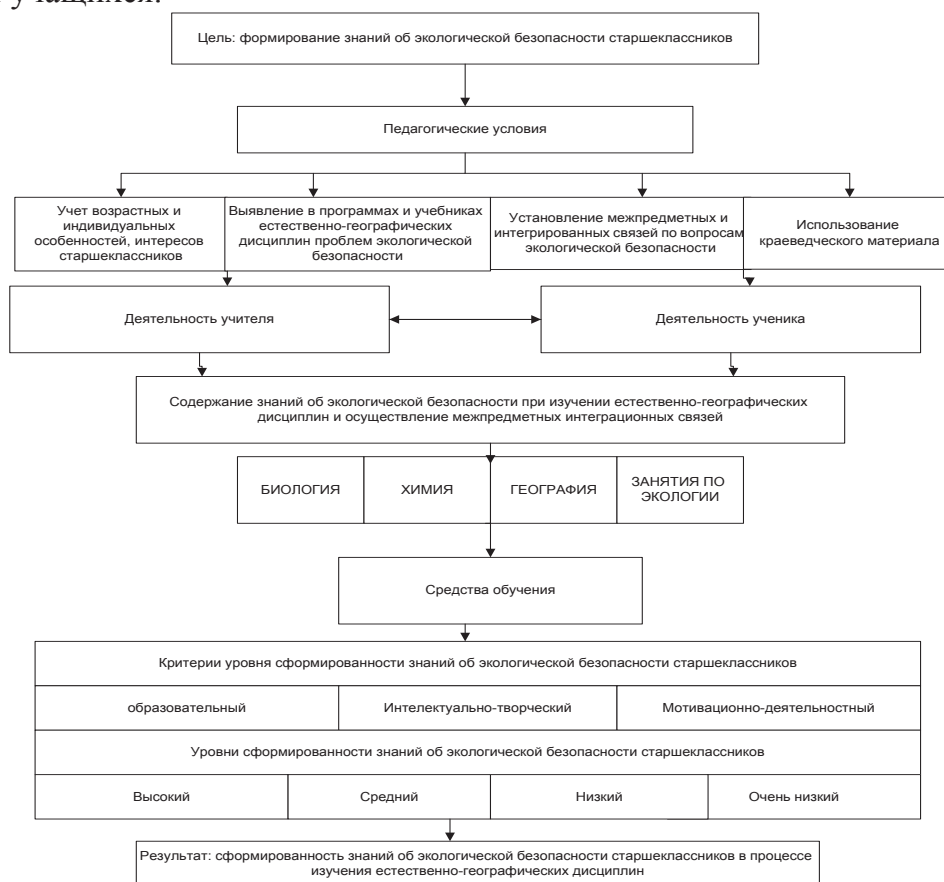 учащихся.
Цель: формирование знаний об экологической безопасности старшеклассников
Педагогические условия
Учет возрастных и
индивидуальных
особенностей, интересов
старшеклассников
Выявление в программах и учебниках
естественно-географических
дисциплин проблем экологической
безопасности
Установление межпредметных и
интегрированных связей по вопросам
экологической безопасности
Использование
краеведческого материала
Деятельность учителя
Деятельность ученика
Содержание знаний об экологической безопасности при изучении естественно-географических
дисциплин и осуществление межпредметных интеграционных связей
БИОЛОГИЯ
ХИМИЯ
ГЕОГРАФИЯ
ЗАНЯТИЯ ПО
ЭКОЛОГИИ
Средства обучения
Критерии уровня сформированности знаний об экологической безопасности старшеклассников
образовательный
Интелектуально-творческий
Мотивационно-деятельностный
Уровни сформированности знаний об экологической безопасности старшеклассников
Высокий
Средний
Низкий
Очень низкий
Результат: сформированность знаний об экологической безопасности старшеклассников в процессе
изучения естественно-географических дисциплин